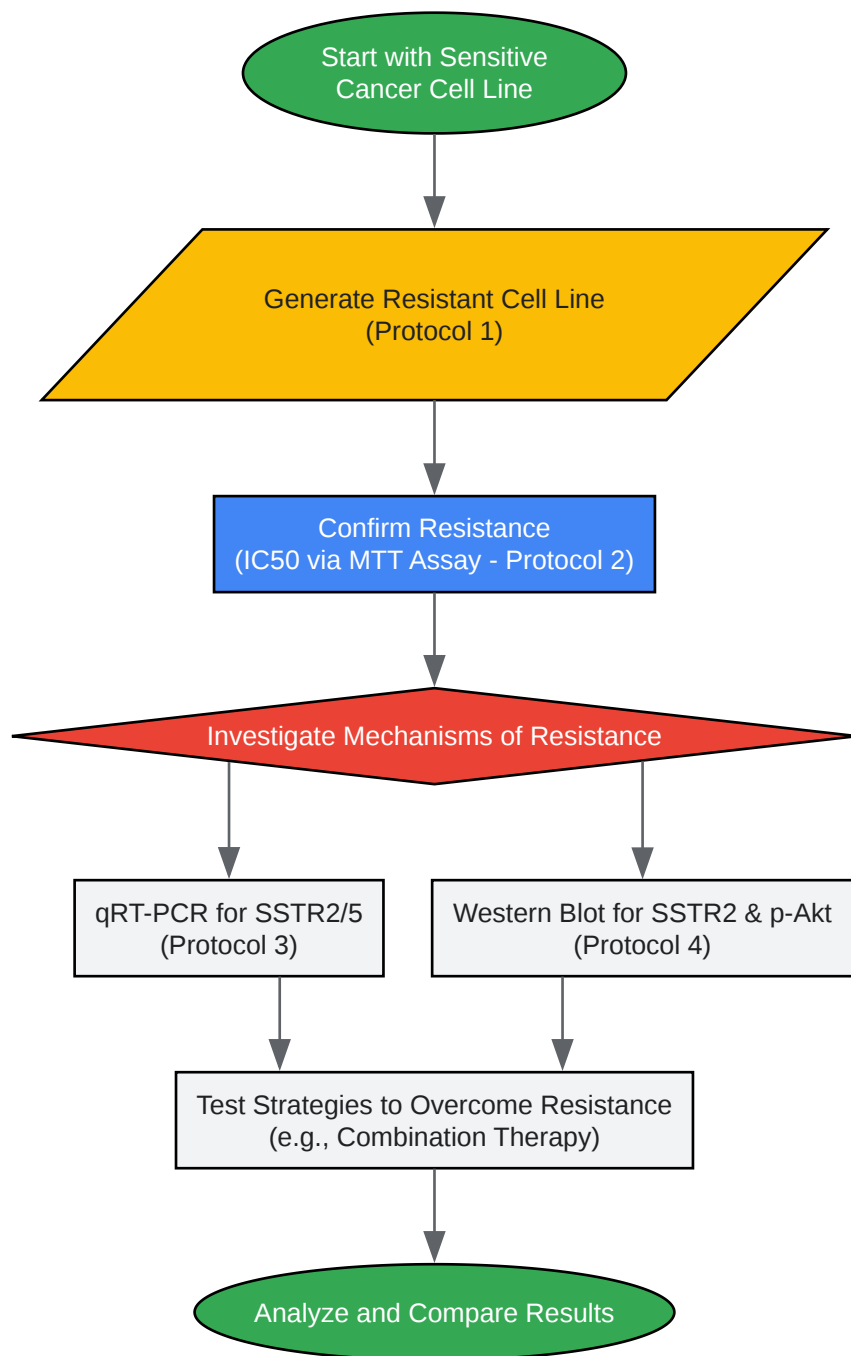 Start with Sensitive
Cancer Cell Line
Generate Resistant Cell Line
(Protocol 1)
Confirm Resistance
(IC50 via MTT Assay - Protocol 2)
Investigate Mechanisms of Resistance
qRT-PCR for SSTR2/5
(Protocol 3)
Western Blot for SSTR2 & p-Akt
(Protocol 4)
Test Strategies to Overcome Resistance
(e.g., Combination Therapy)
Analyze and Compare Results